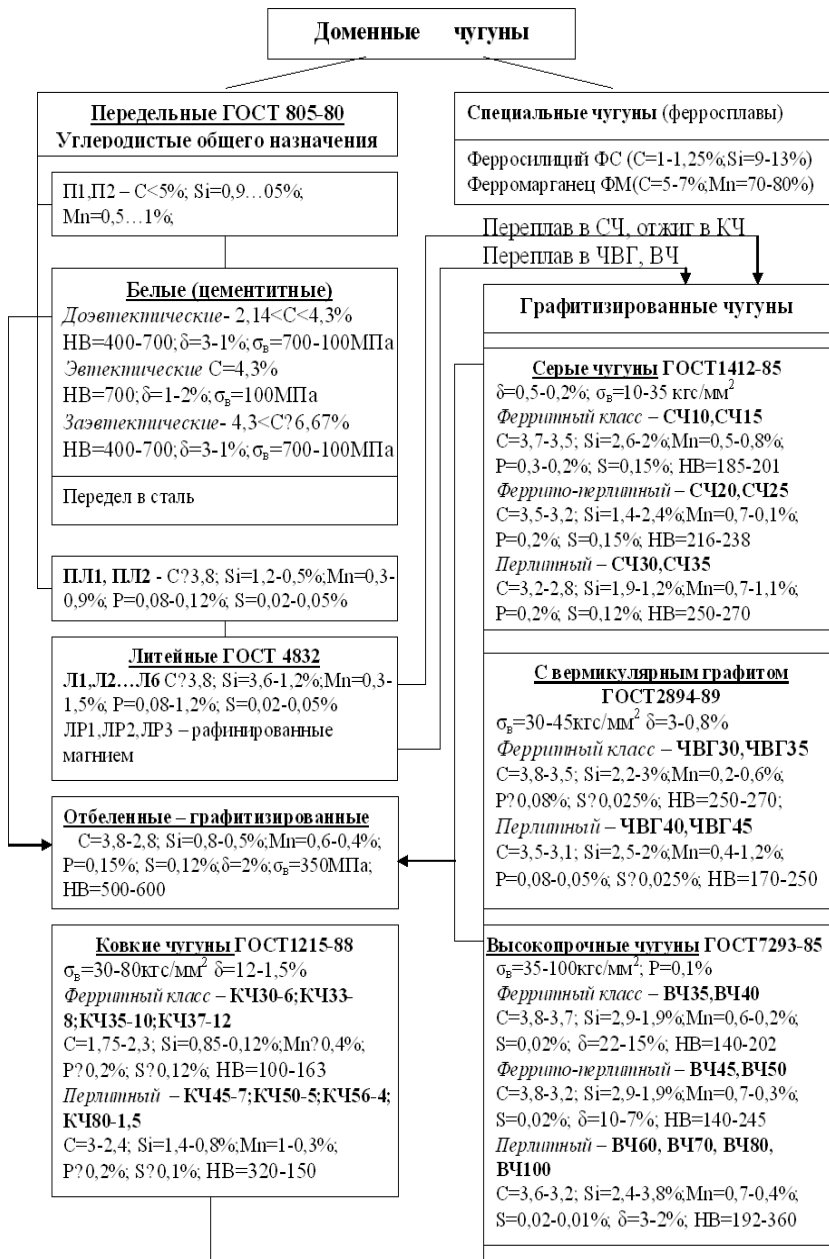 Доменные чугуны
Передельные ГОСТ 805-80
Углеродистые общего назначения
П1,П2 – С<5%; Si=0,9…05%;
Mn=0,5…1%;
Белые (цементитные)
Доэвтектические- 2,14<C<4,3%
НВ=400-700;δ=3-1%;σв=700-100МПа
Эвтектические С=4,3%
НВ=700;δ=1-2%;σв=100МПа
Заэвтектические- 4,3<C?6,67%
НВ=400-700;δ=3-1%;σв=700-100МПа
Передел в сталь
ПЛ1, ПЛ2 - С?3,8; Si=1,2-0,5%;Mn=0,3-
0,9%; Р=0,08-0,12%; S=0,02-0,05%
Литейные ГОСТ 4832
Л1,Л2…Л6 С?3,8; Si=3,6-1,2%;Mn=0,3-
1,5%; Р=0,08-1,2%; S=0,02-0,05%
ЛР1,ЛР2,ЛР3 – рафинированные
магнием
Отбеленные – графитизированные
С=3,8-2,8; Si=0,8-0,5%;Mn=0,6-0,4%;
Р=0,15%; S=0,12%;δ=2%;σв=350МПа;
НВ=500-600
Ковкие чугуны ГОСТ1215-88
σв=30-80кгс/мм² δ=12-1,5%
Ферритный класс – КЧ30-6;КЧ33-
8;КЧ35-10;КЧ37-12
С=1,75-2,3; Si=0,85-0,12%;Mn?0,4%;
Р?0,2%; S?0,12%; НВ=100-163
Перлитный – КЧ45-7;КЧ50-5;КЧ56-4;
КЧ80-1,5
С=3-2,4; Si=1,4-0,8%;Mn=1-0,3%;
Р?0,2%; S?0,1%; НВ=320-150
Специальные чугуны (ферросплавы)
Ферросилиций ФС (С=1-1,25%;Si=9-13%)
Ферромарганец ФМ(С=5-7%;Mn=70-80%)
Переплав в СЧ, отжиг в КЧ
Переплав в ЧВГ, ВЧ
Графитизированные чугуны
Серые чугуны ГОСТ1412-85
δ=0,5-0,2%; σв=10-35 кгс/мм²
Ферритный класс – СЧ10,СЧ15
С=3,7-3,5; Si=2,6-2%;Mn=0,5-0,8%;
Р=0,3-0,2%; S=0,15%; НВ=185-201
Феррито-перлитный – СЧ20,СЧ25
С=3,5-3,2; Si=1,4-2,4%;Mn=0,7-0,1%;
Р=0,2%; S=0,15%; НВ=216-238
Перлитный – СЧ30,СЧ35
С=3,2-2,8; Si=1,9-1,2%;Mn=0,7-1,1%;
Р=0,2%; S=0,12%; НВ=250-270
С вермикулярным графитом
ГОСТ2894-89
σв=30-45кгс/мм² δ=3-0,8%
Ферритный класс – ЧВГ30,ЧВГ35
С=3,8-3,5; Si=2,2-3%;Mn=0,2-0,6%;
Р?0,08%; S?0,025%; НВ=250-270;
Перлитный – ЧВГ40,ЧВГ45
С=3,5-3,1; Si=2,5-2%;Mn=0,4-1,2%;
Р=0,08-0,05%; S?0,025%; НВ=170-250
Высокопрочные чугуны ГОСТ7293-85
σв=35-100кгс/мм²; Р=0,1%
Ферритный класс – ВЧ35,ВЧ40
С=3,8-3,7; Si=2,9-1,9%;Mn=0,6-0,2%;
S=0,02%; δ=22-15%; НВ=140-202
Феррито-перлитный – ВЧ45,ВЧ50
С=3,8-3,2; Si=2,9-1,9%;Mn=0,7-0,3%;
S=0,02%; δ=10-7%; НВ=140-245
Перлитный – ВЧ60, ВЧ70, ВЧ80,
ВЧ100
С=3,6-3,2; Si=2,4-3,8%;Mn=0,7-0,4%;
S=0,02-0,01%; δ=3-2%; НВ=192-360